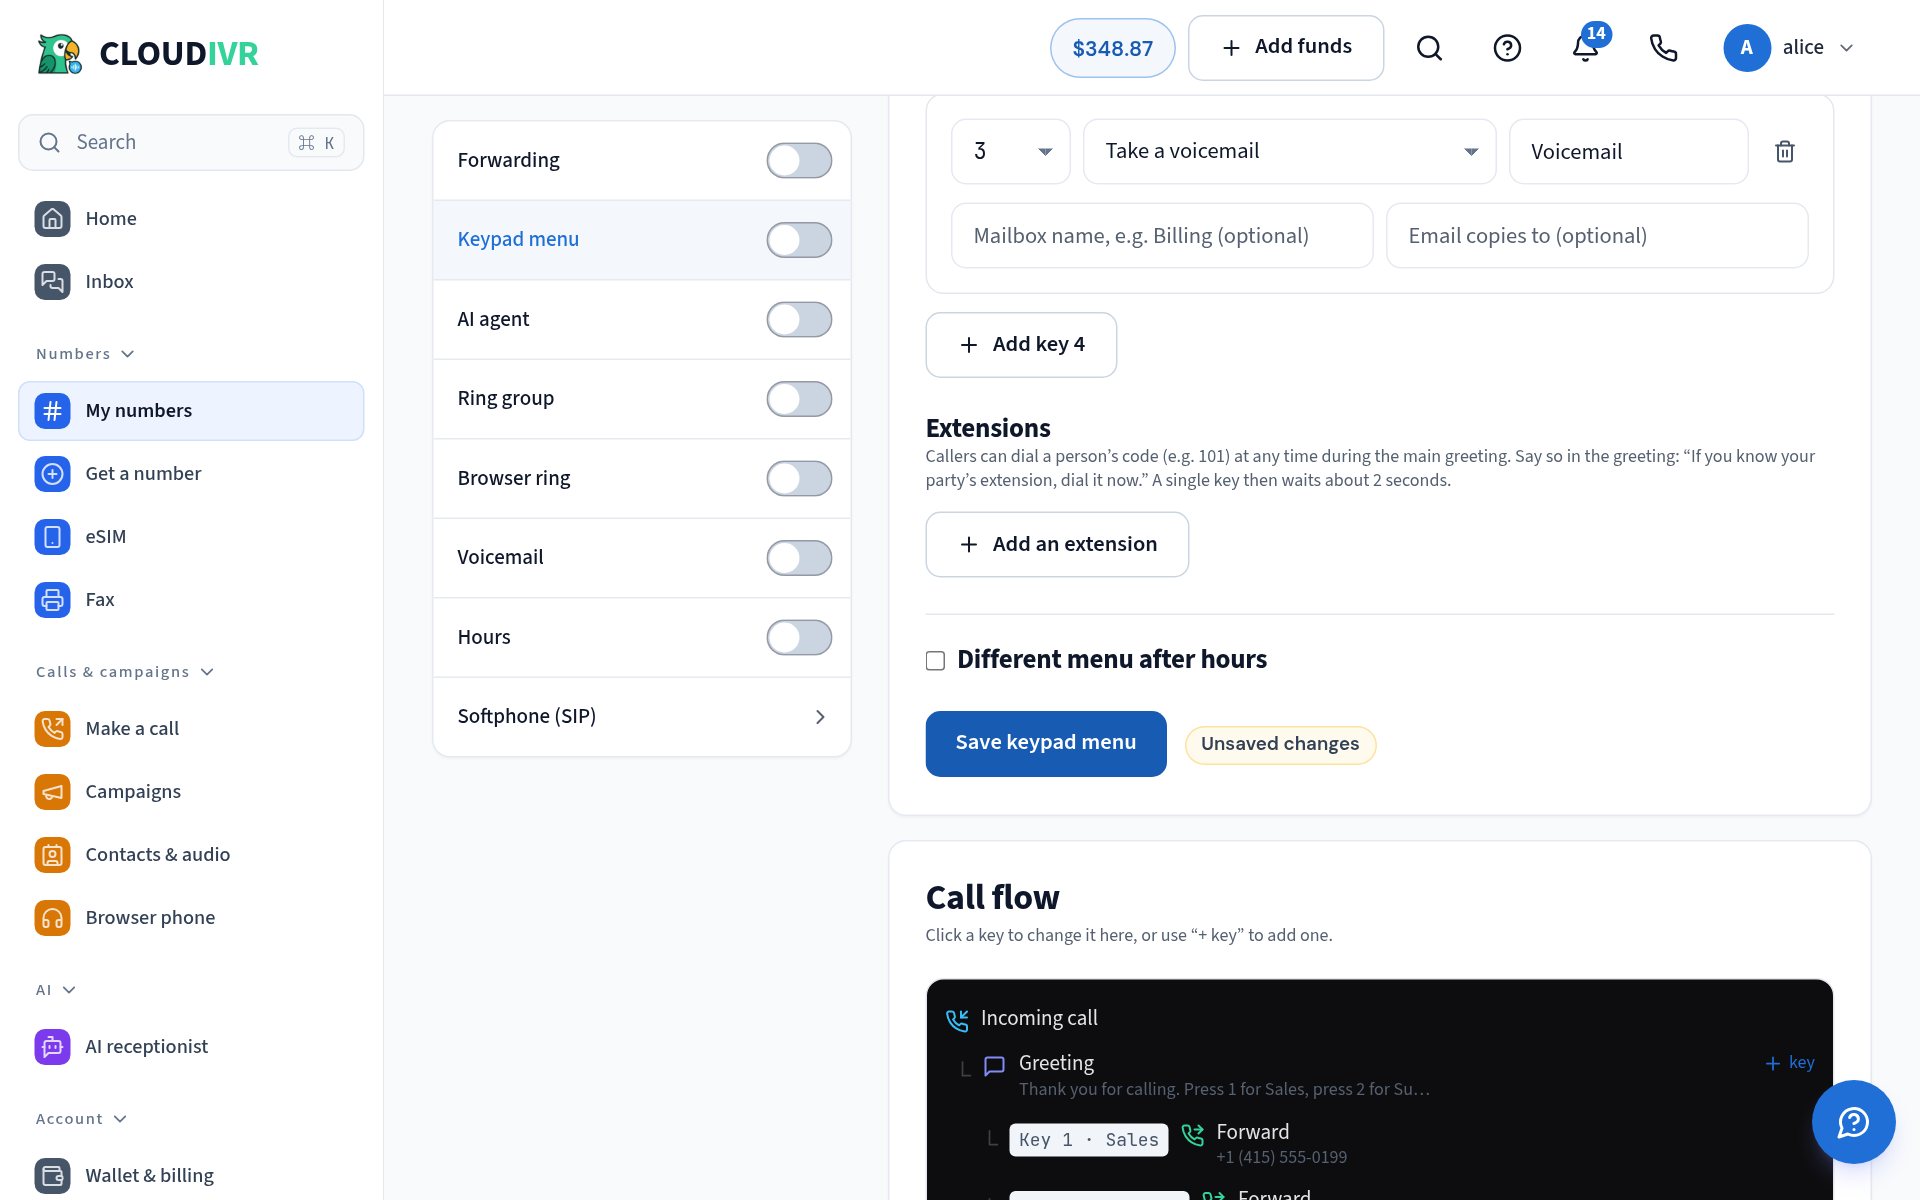 CLOUDIVR
$348.87
+ Add funds
14
A
alice
Search
⌘ K
Home
Inbox
Numbers
My numbers
Get a number
eSIM
Fax
Calls & campaigns
Make a call
Campaigns
Contacts & audio
Browser phone
AI
AI receptionist
Account
Wallet & billing
Forwarding
Keypad menu
AI agent
Ring group
Browser ring
Voicemail
Hours
Softphone (SIP)
3
Take a voicemail
Voicemail
Mailbox name, e.g. Billing (optional)
Email copies to (optional)
+ Add key 4
Extensions
Callers can dial a person’s code (e.g. 101) at any time during the main greeting. Say so in the greeting: “If you know your
party’s extension, dial it now.” A single key then waits about 2 seconds.
+ Add an extension
Different menu after hours
Save keypad menu
Unsaved changes
Call flow
Click a key to change it here, or use “+ key” to add one.
Incoming call
Greeting
+ key
Thank you for calling. Press 1 for Sales, press 2 for Su…
Key 1 · Sales
Forward
+1 (415) 555-0199
Forward